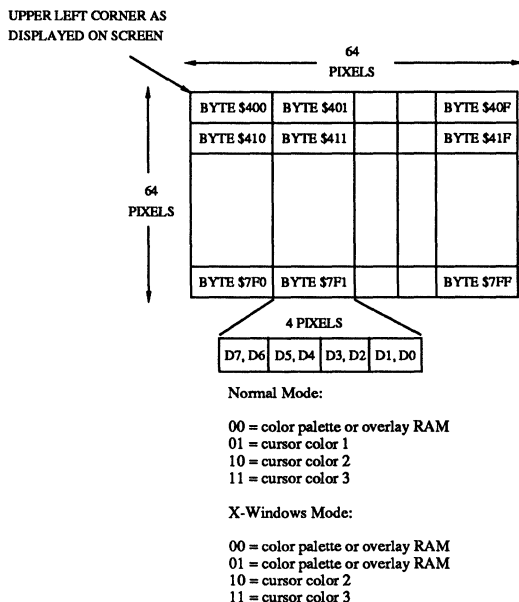 UPPER LEFT CORNER AS
DISPLAYED ON SCREEN
64
PIXELS
BYTE $400 BYTE $401 BYTE $40F
BYTE $410 BYTE $411 BYTE $41F
64
PIXELS
BYTE $7F0 BYTE $7F1 BYTE $7FF
4 PIXELS
D7, D6 D5, D4 D3, D2 D1, D0
Normal Mode:
00 = color palette or overlay RAM
01 = cursor color 1
10 = cursor color 2
11 = cursor color 3
X-Windows Mode:
00 = color palette or overlay RAM
01 = color palette or overlay RAM
10 = cursor color 2
11 = cursor color 3